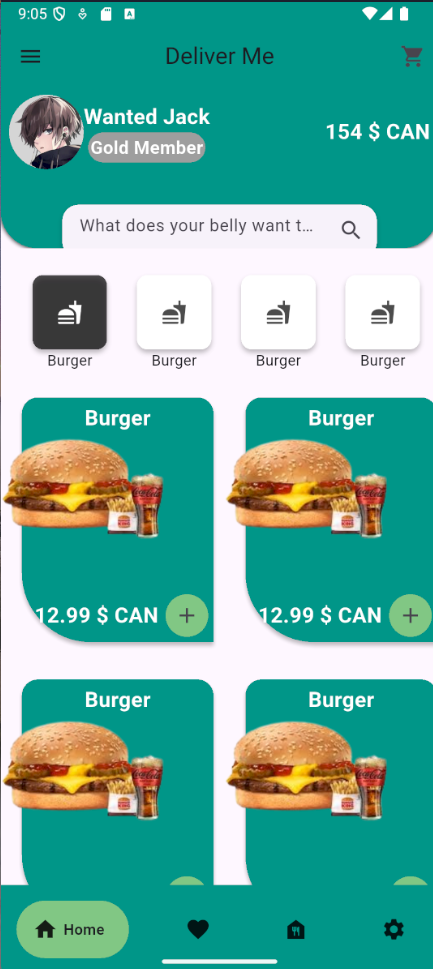 9:05
Deliver Me
Wanted Jack
Gold Member
154 $ CAN
What does your belly want t...
Burger
Burger
Burger
Burger
Burger
Burger
12.99 $ CAN
12.99 $ CAN
Burger
Burger
Home